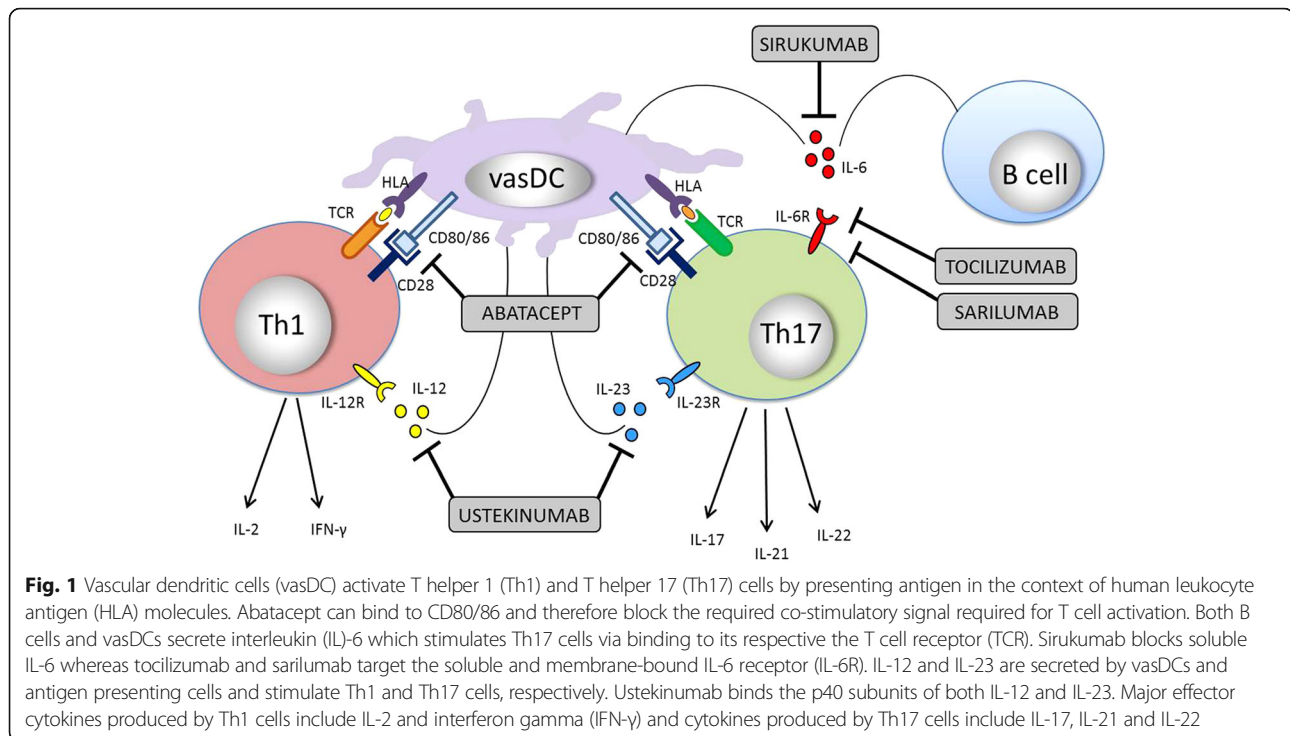 SIRUKUMAB
vasDC
B cell
IL-6
HLA
HLA
TCR
TCR
IL-6R
CD80/86
CD80/86
CD28
CD28
TOCILIZUMAB
SARILUMAB
ABATACEPT
Th1
Th17
IL-12
IL-12R
IL-23
IL-23R
USTEKINUMAB
IL-2
IFN-γ
IL-17
IL-21
IL-22
Fig. 1 Vascular dendritic cells (vasDC) activate T helper 1 (Th1) and T helper 17 (Th17) cells by presenting antigen in the context of human leukocyte
antigen (HLA) molecules. Abatacept can bind to CD80/86 and therefore block the required co-stimulatory signal required for T cell activation. Both B
cells and vasDCs secrete interleukin (IL)-6 which stimulates Th17 cells via binding to its respective the T cell receptor (TCR). Sirukumab blocks soluble
IL-6 whereas tocilizumab and sarilumab target the soluble and membrane-bound IL-6 receptor (IL-6R). IL-12 and IL-23 are secreted by vasDCs and
antigen presenting cells and stimulate Th1 and Th17 cells, respectively. Ustekinumab binds the p40 subunits of both IL-12 and IL-23. Major effector
cytokines produced by Th1 cells include IL-2 and interferon gamma (IFN-γ) and cytokines produced by Th17 cells include IL-17, IL-21 and IL-22